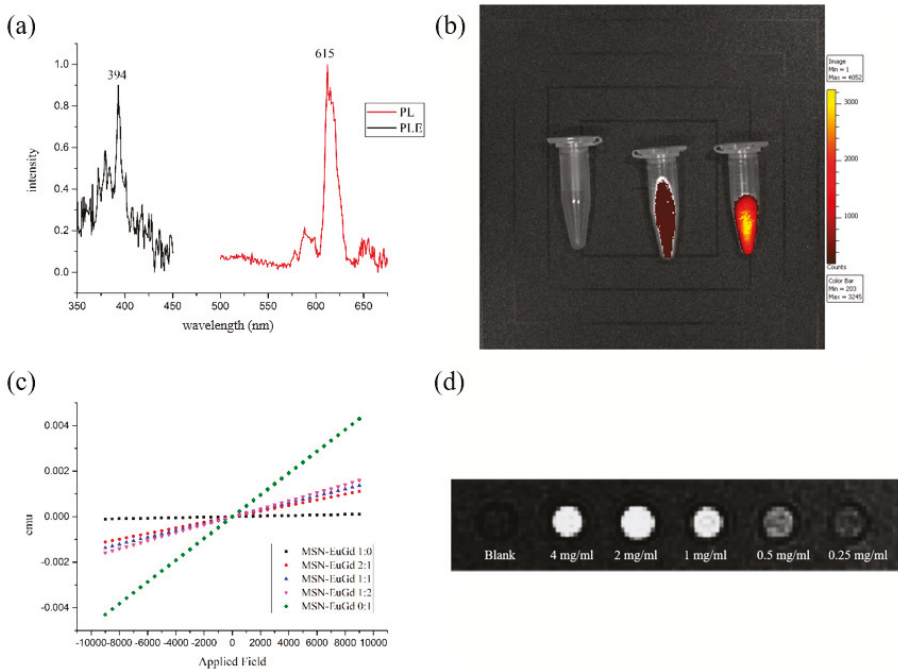 (a)
394
615
1.0
0.8
0.6
0.4
0.2
0.0
intensity
PL
PLE
350 400 450 500 550 600 650
wavelength (nm)
(b)
Image
Min = 1
Max = 4052
3000
2000
1000
Counts
Color Bar
Min = 203
Max = 3245
(c)
0.004
0.002
0.000
-0.002
-0.004
emu
MSN-EuGd 1:0
MSN-EuGd 2:1
MSN-EuGd 1:1
MSN-EuGd 1:2
MSN-EuGd 0:1
-10000 -8000 -6000 -4000 -2000 0 2000 4000 6000 8000 10000
Applied Field
(d)
Blank 4 mg/ml 2 mg/ml 1 mg/ml 0.5 mg/ml 0.25 mg/ml